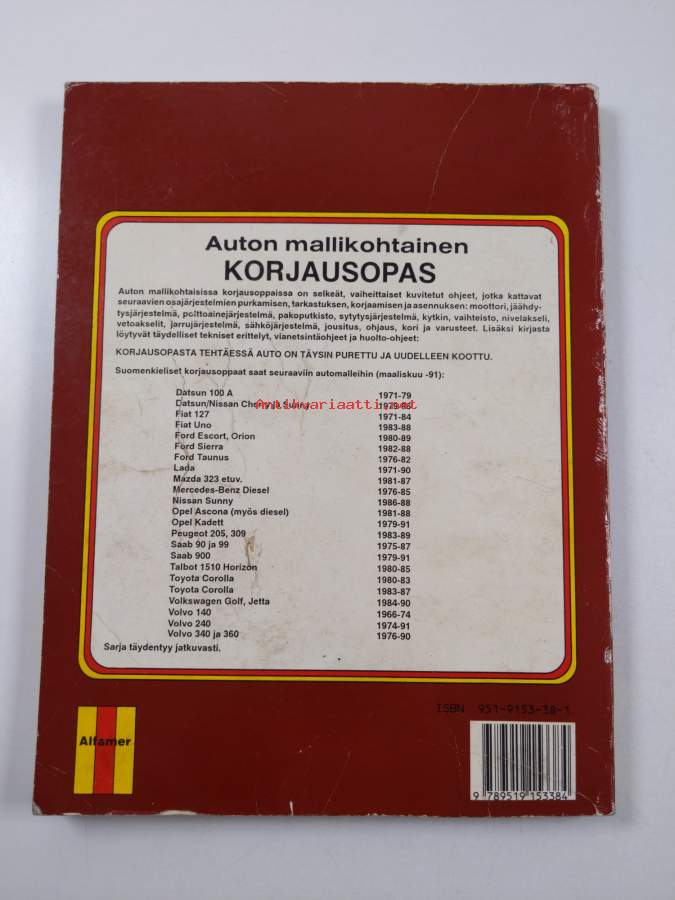 Auton mallikohtainen
KORJAUSOPAS
Auton mallikohtaisissa korjausoppaissa on selkeät, vaiheittaiset kuvitetut ohjeet, jotka kattavat
seuraavien osajärjestelmien purkamisen, tarkastuksen, korjaamisen ja asennuksen: moottori, jäähdy-
tysjärjestelmä, polttoainejärjestelmä, pakoputkisto, sytytysjärjestelmä, kytkin, vaihteisto, nivelakseli,
vetoakselit, jarrujärjestelmä, sähköjärjestelmä, jousitus, ohjaus, kori ja varusteet. Lisäksi kirjasta
löytyvät täydelliset tekniset erittelyt, vianetsintäohjeet ja huolto-ohjeet:
KORJAUSOPASTA TEHTÄESSÄ AUTO ON TÄYSIN PURETTU JA UUDELLEEN KOOTTU.
Suomenkieliset korjausoppaat saat seuraaviin automalleihin (maaliskuu -91):
Datsun 100 A 1971-79
Datsun/Nissan Cherry
Antikvariaatti.net
Fiat 127 1971-84
Fiat Uno 1983-88
Ford Escort, Orion 1980-89
Ford Sierra 1982-88
Ford Taunus 1976-82
Lada 1971-90
Mazda 323 etuv. 1981-87
Mercedes-Benz Diesel 1976-85
Nissan Sunny 1986-88
Opel Ascona (myös diesel) 1981-88
Opel Kadett 1979-91
Peugeot 205, 309 1983-89
Saab 90 ja 99 1975-87
Saab 900 1979-91
Talbot 1510 Horizon 1980-85
Toyota Corolla 1980-83
Toyota Corolla 1983-87
Volkswagen Golf, Jetta 1984-90
Volvo 140 1966-74
Volvo 240 1974-91
Volvo 340 ja 360 1976-90
Sarja täydentyy jatkuvasti.
ISBN 951-9153-38-1
Alfamer
9 789519 153384